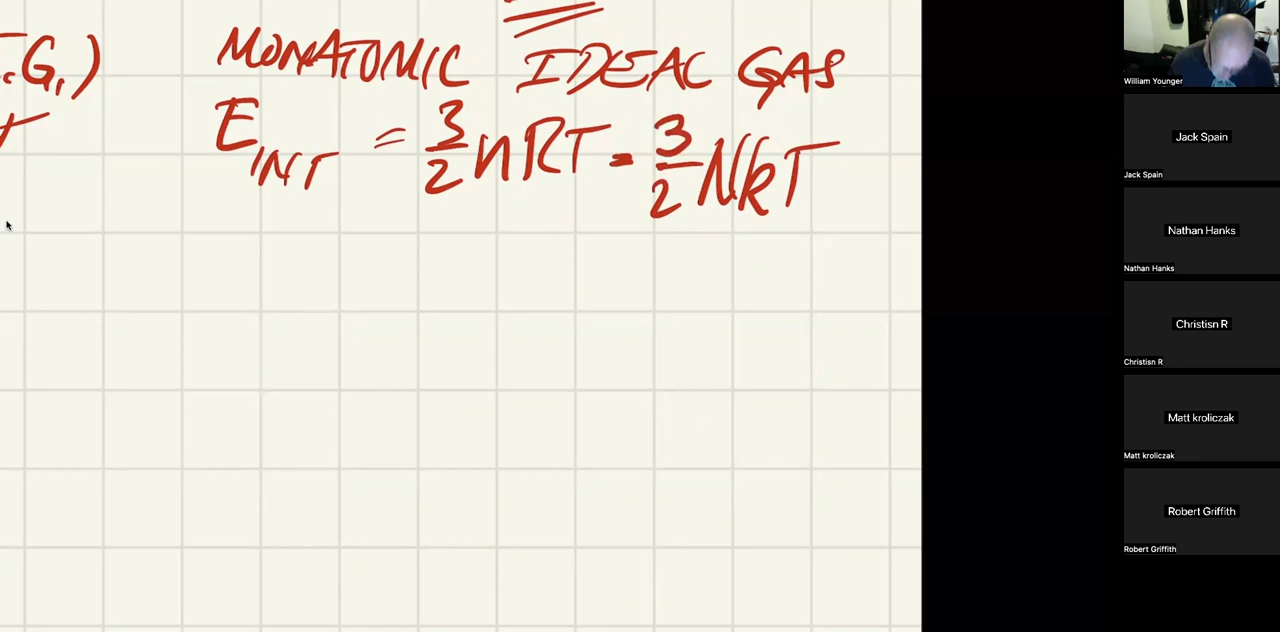 MONATOMIC IDEAL GAS
E_INT = 3/2 nRT = 3/2 NkT
William Younger
Jack Spain
Jack Spain
Nathan Hanks
Nathan Hanks
Christisn R
Christisn R
Matt kroliczak
Matt kroliczak
Robert Griffith
Robert Griffith